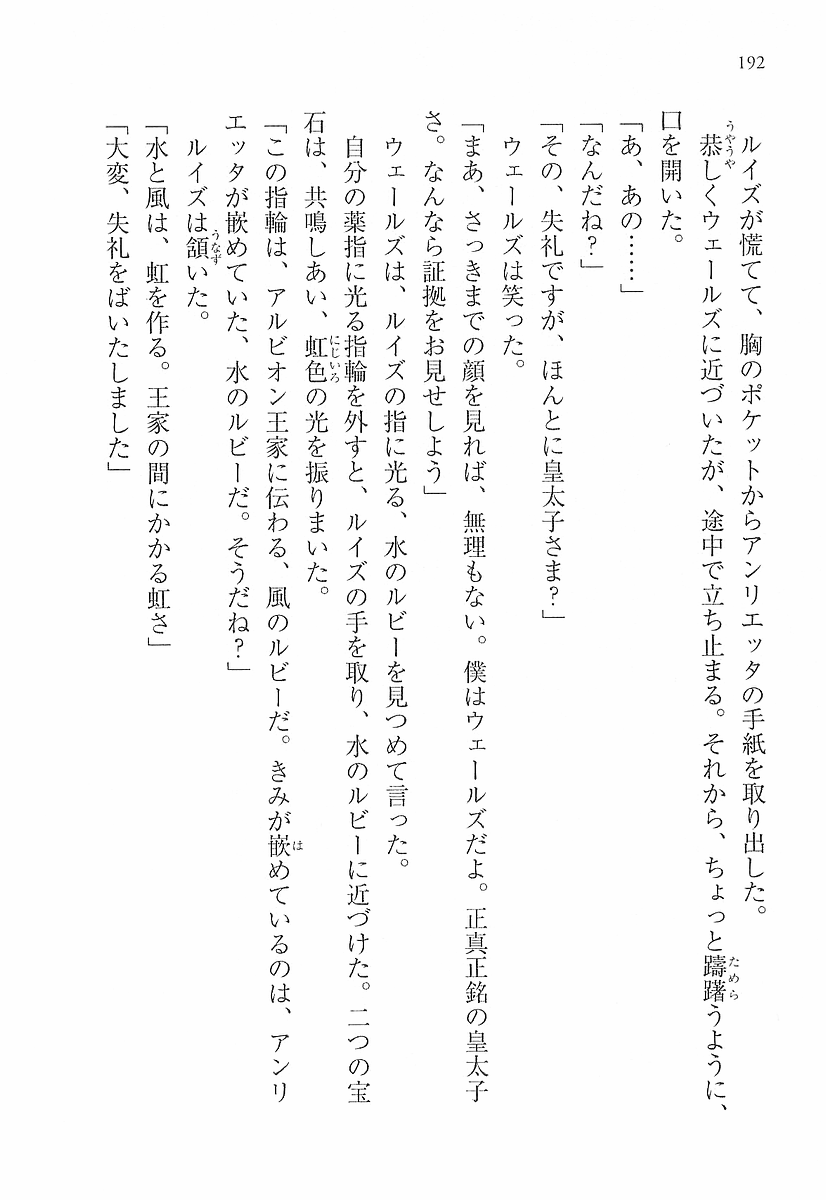 192
ルイズが慌てて、胸のポケットからアンリエッタの手紙を取り出した。
恭しくウェールズに近づいたが、途中で立ち止まる。それから、ちょっと躊躇うように、
口を開いた。
「あ、あの……」
「なんだね?」
「その、失礼ですが、ほんとに皇太子さま?」
ウェールズは笑った。
「まあ、さっきまでの顔を見れば、無理もない。僕はウェールズだよ。正真正銘の皇太子
さ。なんなら証拠をお見せしよう」
ウェールズは、ルイズの指に光る、水のルビーを見つめて言った。
自分の薬指に光る指輪を外すと、ルイズの手を取り、水のルビーに近づけた。二つの宝
石は、共鳴しあい、虹色の光を振りまいた。
「この指輪は、アルビオン王家に伝わる、風のルビーだ。きみが嵌めているのは、アンリ
エッタが嵌めていた、水のルビーだ。そうだね?」
ルイズは頷いた。
「水と風は、虹を作る。王家の間にかかる虹さ」
「大変、失礼をばいたしました」